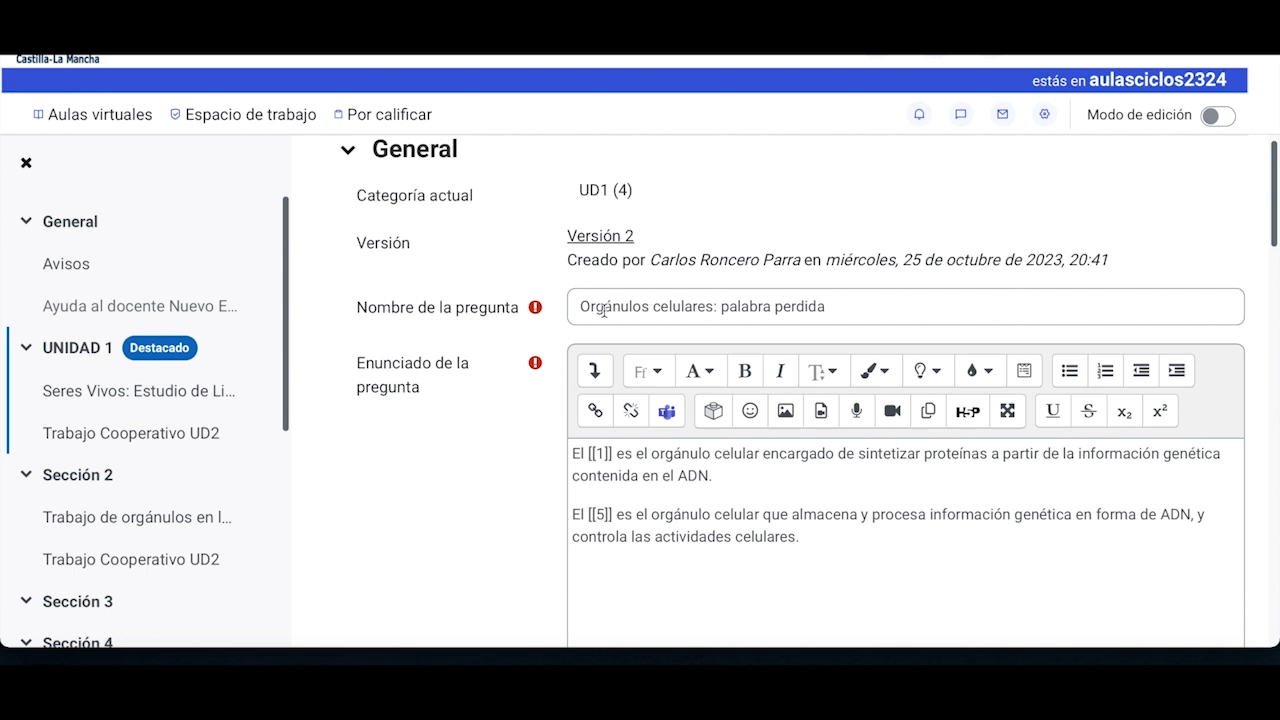 Castilla-La Mancha
estás en aulasciclos2324
Aulas virtuales Espacio de trabajo Por calificar Modo de edición
General
Avisos
Ayuda al docente Nuevo E...
UNIDAD 1 Destacado
Seres Vivos: Estudio de Li...
Trabajo Cooperativo UD2
Sección 2
Trabajo de orgánulos en l...
Trabajo Cooperativo UD2
Sección 3
Sección 4
General
Categoría actual UD1 (4)
Versión Versión 2
Creado por Carlos Roncero Parra en miércoles, 25 de octubre de 2023, 20:41
Nombre de la pregunta Orgánulos celulares: palabra perdida
Enunciado de la
pregunta
Ff A B I T
H-P U S x₂ x²
El [[1]] es el orgánulo celular encargado de sintetizar proteínas a partir de la información genética
contenida en el ADN.
El [[5]] es el orgánulo celular que almacena y procesa información genética en forma de ADN, y
controla las actividades celulares.